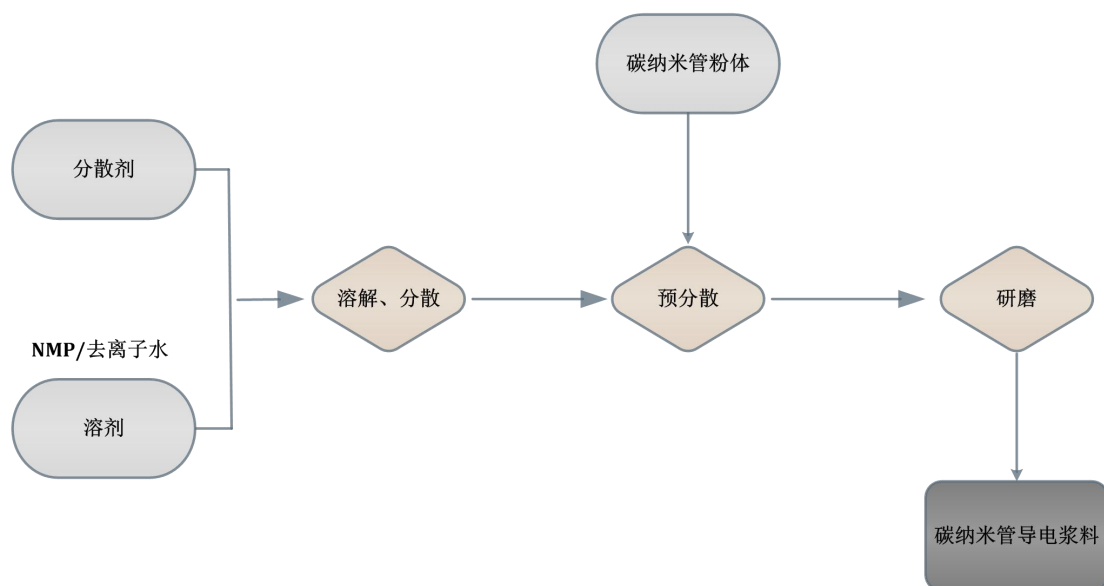 碳纳米管粉体
分散剂
溶解、分散
预分散
研磨
NMP/去离子水
溶剂
碳纳米管导电浆料